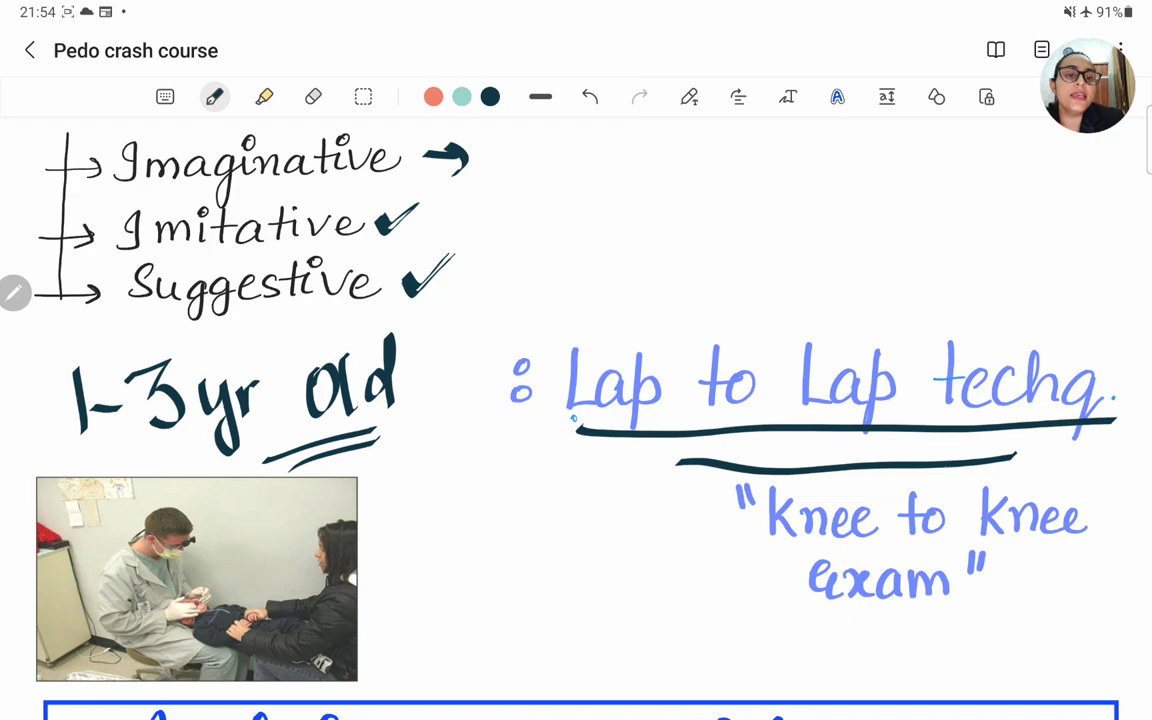 21:54 91%
Pedo crash course
Imaginative →
Imitative ✓
Suggestive ✓
1-3 yr old : Lap to Lap techq.
"knee to knee
exam"